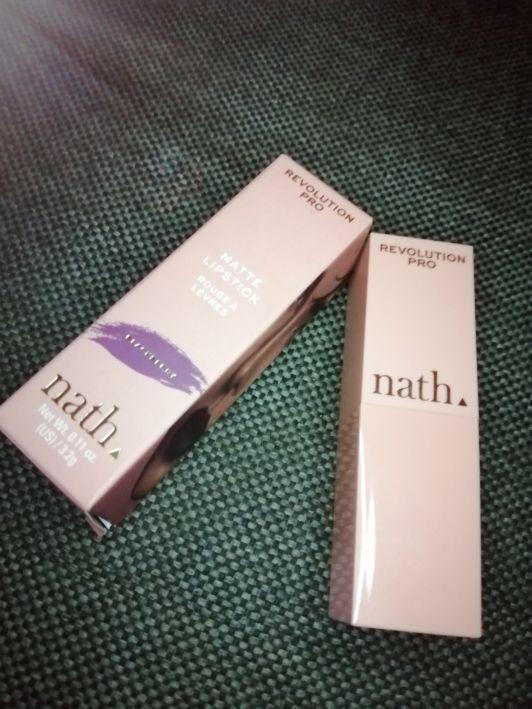 REVOLUTION
PRO
MATTE
LIPSTICK
ROUGE A
LÈVRES
nath.
Net Wt. 0.11 oz.
(US) / 3.2g
REVOLUTION
PRO
nath.